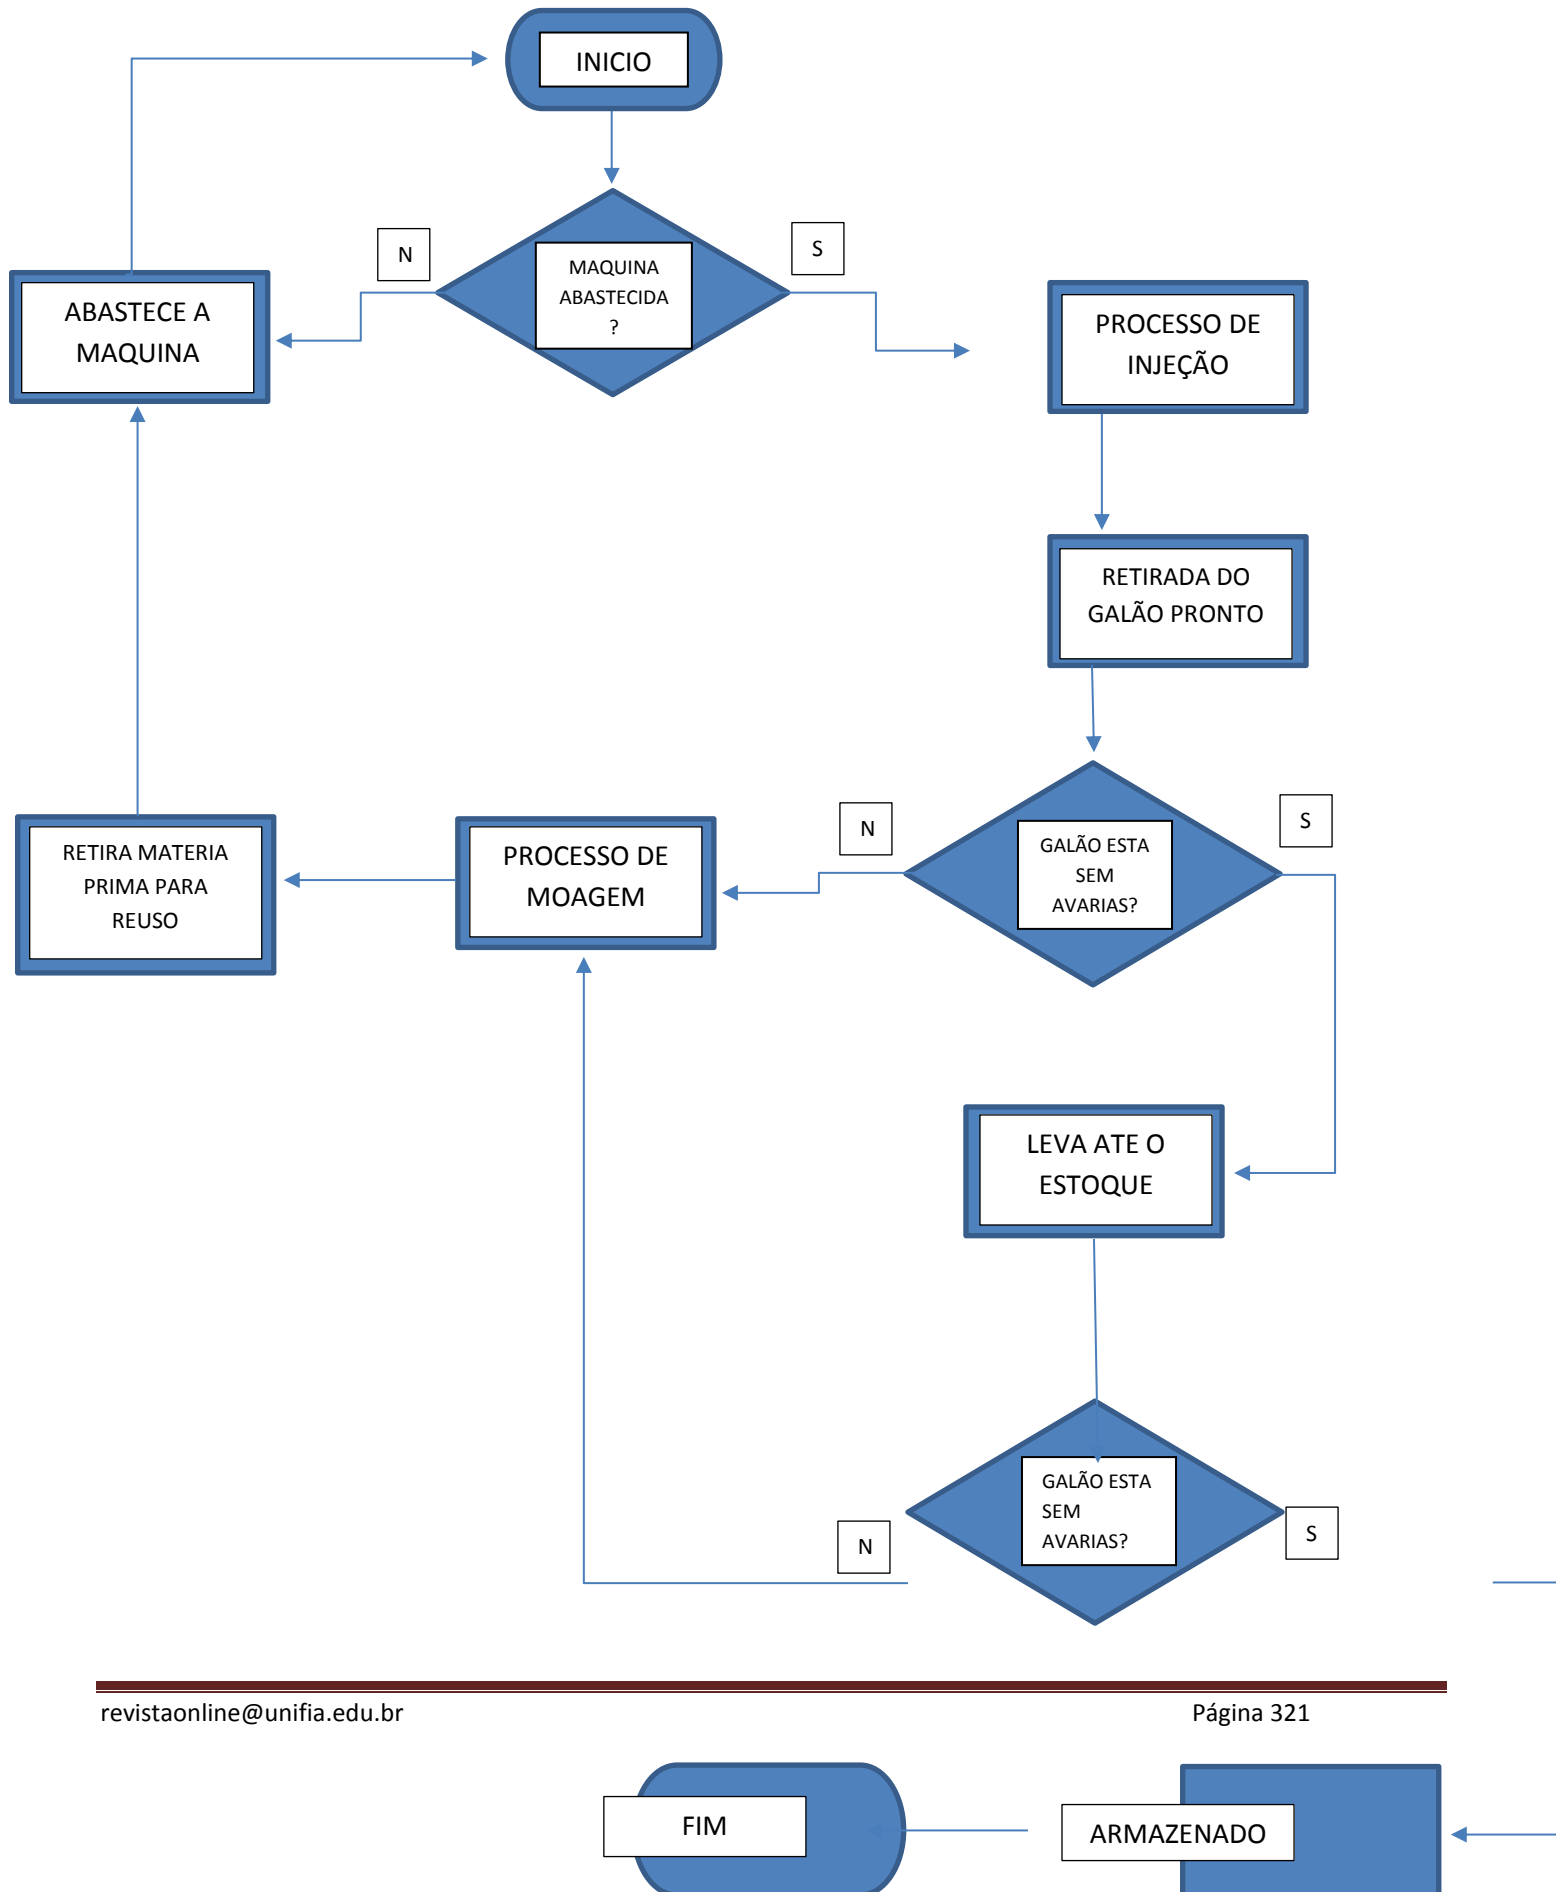 INICIO
N
S
MAQUINA
ABASTECIDA
?
ABASTECE A
MAQUINA
PROCESSO DE
INJEÇÃO
RETIRADA DO
GALÃO PRONTO
N
S
GALÃO ESTA
SEM
AVARIAS?
PROCESSO DE
MOAGEM
RETIRA MATERIA
PRIMA PARA
REUSO
LEVA ATE O
ESTOQUE
GALÃO ESTA
SEM
AVARIAS?
N
S
revistaonline@unifia.edu.br Página 321
FIM
ARMAZENADO